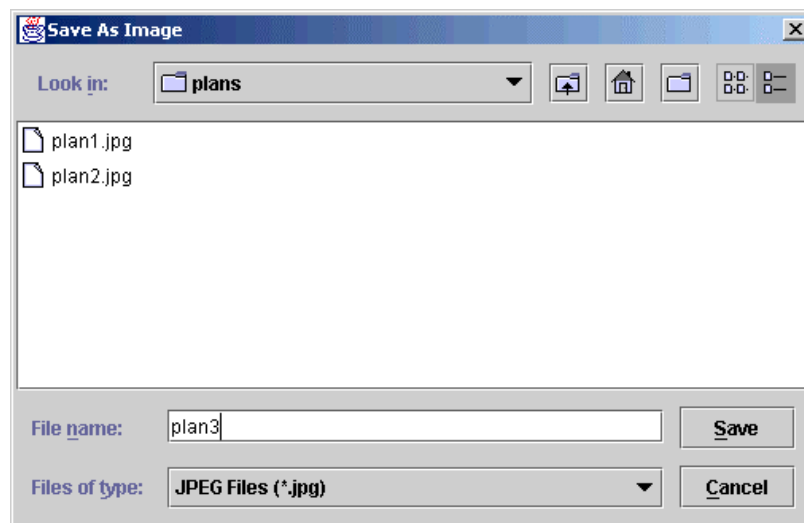 Save As Image
Look in: plans
plan1.jpg
plan2.jpg
File name: plan3 Save
Files of type: JPEG Files (*.jpg) Cancel